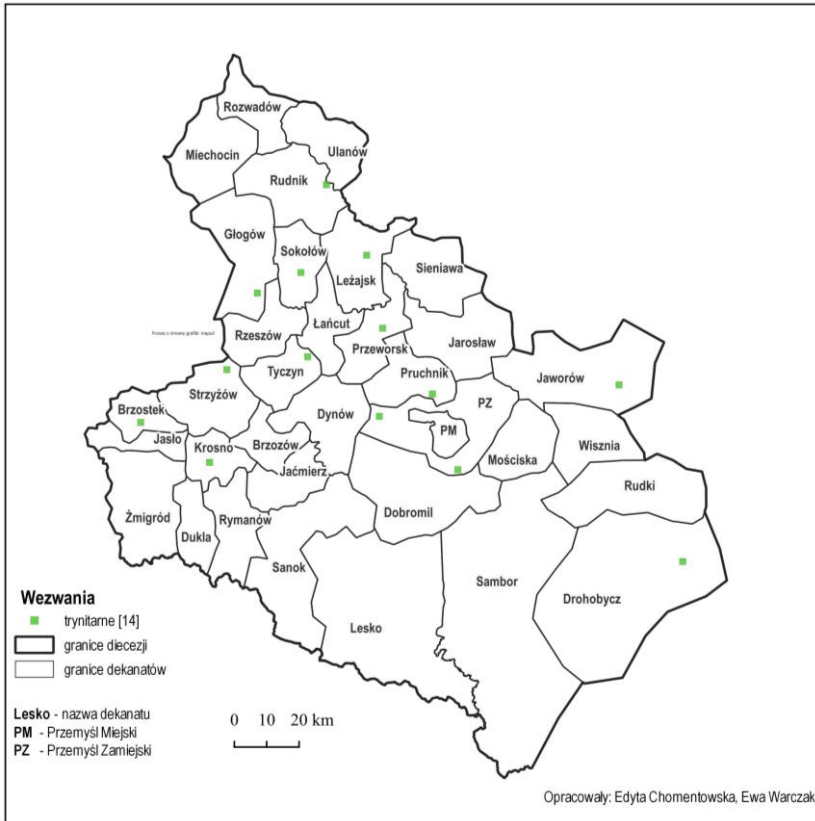 Rozwadów
Miechocin
Ulanów
Rudnik
Głogów
Sokołów
Leżajsk
Sieniawa
Łańcut
Rzeszów
Przeworsk
Jarosław
Tyczyn
Pruchnik
Jaworów
Strzyżów
PZ
Brzostek
Dynów
PM
Jasło
Krosno
Brzozów
Mościska
Wisznia
Jaćmierz
Rudki
Żmigród
Dukla
Rymanów
Dobromil
Sanok
Sambor
Drohobycz
Lesko
Wezwania
trynitarne [14]
granice diecezji
granice dekanatów
Lesko - nazwa dekanatu
PM - Przemyśl Miejski
PZ - Przemyśl Zamiejski
0 10 20 km
Opracowały: Edyta Chomentowska, Ewa Warczak